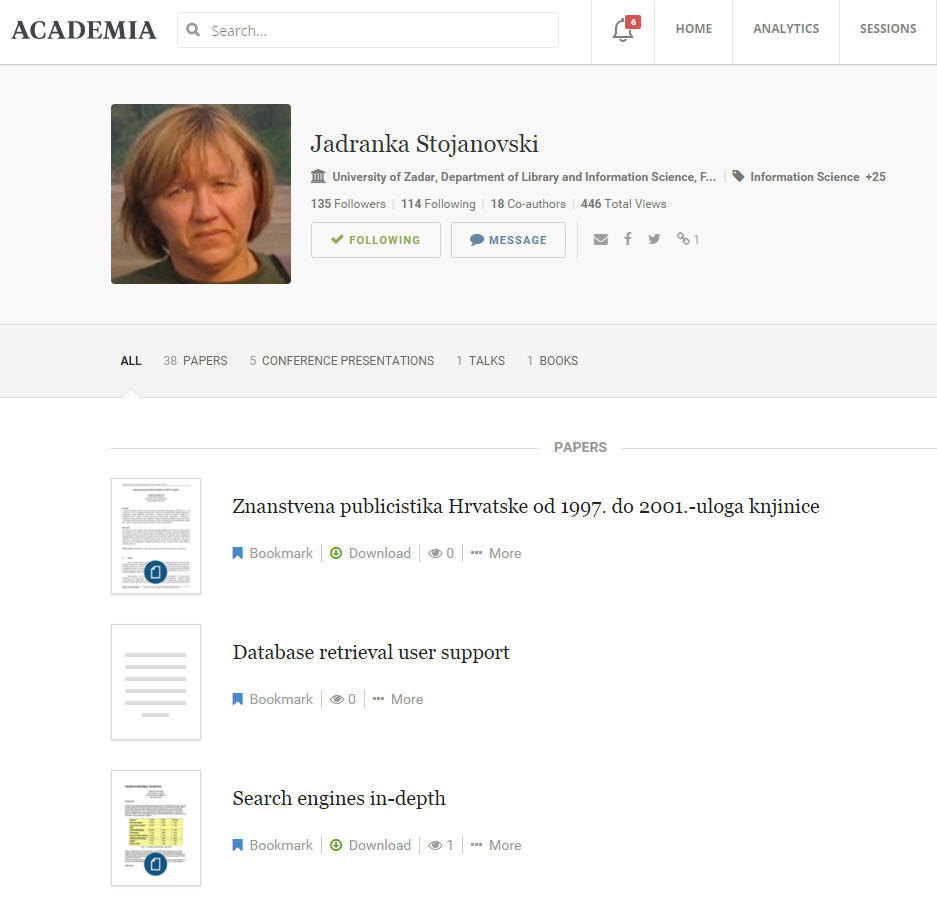 ACADEMIA
Search...
6
HOME
ANALYTICS
SESSIONS
Jadranka Stojanovski
University of Zadar, Department of Library and Information Science, F... Information Science +25
135 Followers 114 Following 18 Co-authors 446 Total Views
FOLLOWING MESSAGE 1
ALL 38 PAPERS 5 CONFERENCE PRESENTATIONS 1 TALKS 1 BOOKS
PAPERS
Znanstvena publicistika Hrvatske od 1997. do 2001.-uloga knjinice
Bookmark Download 0 More
Database retrieval user support
Bookmark 0 More
Search engines in-depth
Bookmark Download 1 More